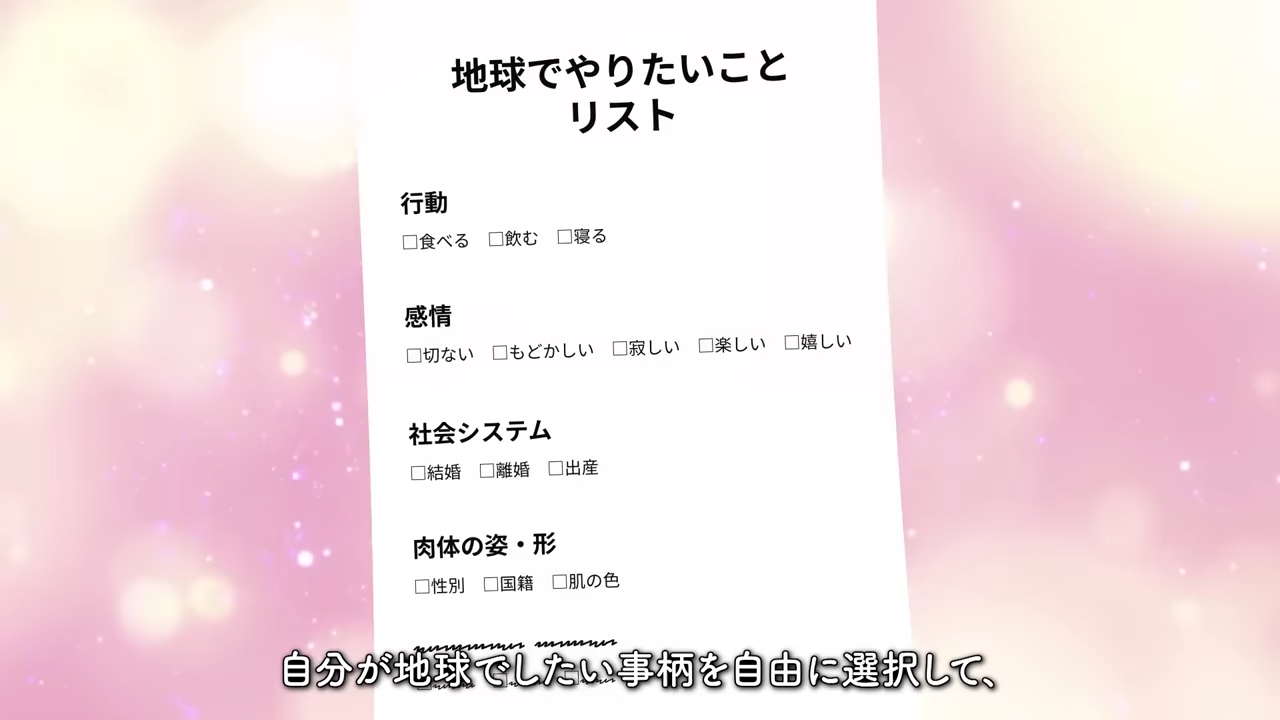 地球でやりたいこと
リスト
行動
□食べる □飲む □寝る
感情
□切ない □もどかしい □寂しい □楽しい □嬉しい
社会システム
□結婚 □離婚 □出産
肉体の姿・形
□性別 □国籍 □肌の色
自分が地球でしたい事柄を自由に選択して、